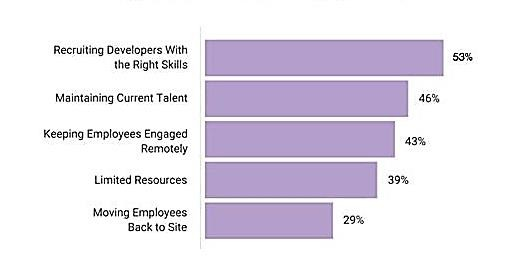 Recruiting Developers With
the Right Skills
53%
Maintaining Current Talent
46%
Keeping Employees Engaged
Remotely
43%
Limited Resources
39%
Moving Employees
Back to Site
29%